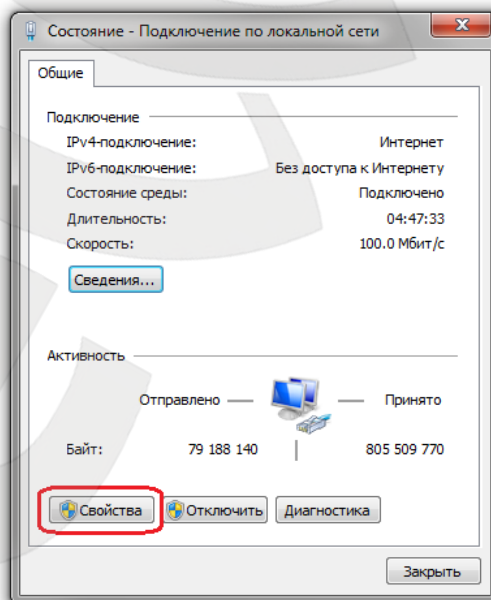 Состояние - Подключение по локальной сети
Общие
Подключение
IPv4-подключение: Интернет
IPv6-подключение: Без доступа к Интернету
Состояние среды: Подключено
Длительность: 04:47:33
Скорость: 100.0 Мбит/с
Сведения...
Активность
Отправлено Принято
Байт: 79 188 140 805 509 770
Свойства Отключить Диагностика
Закрыть